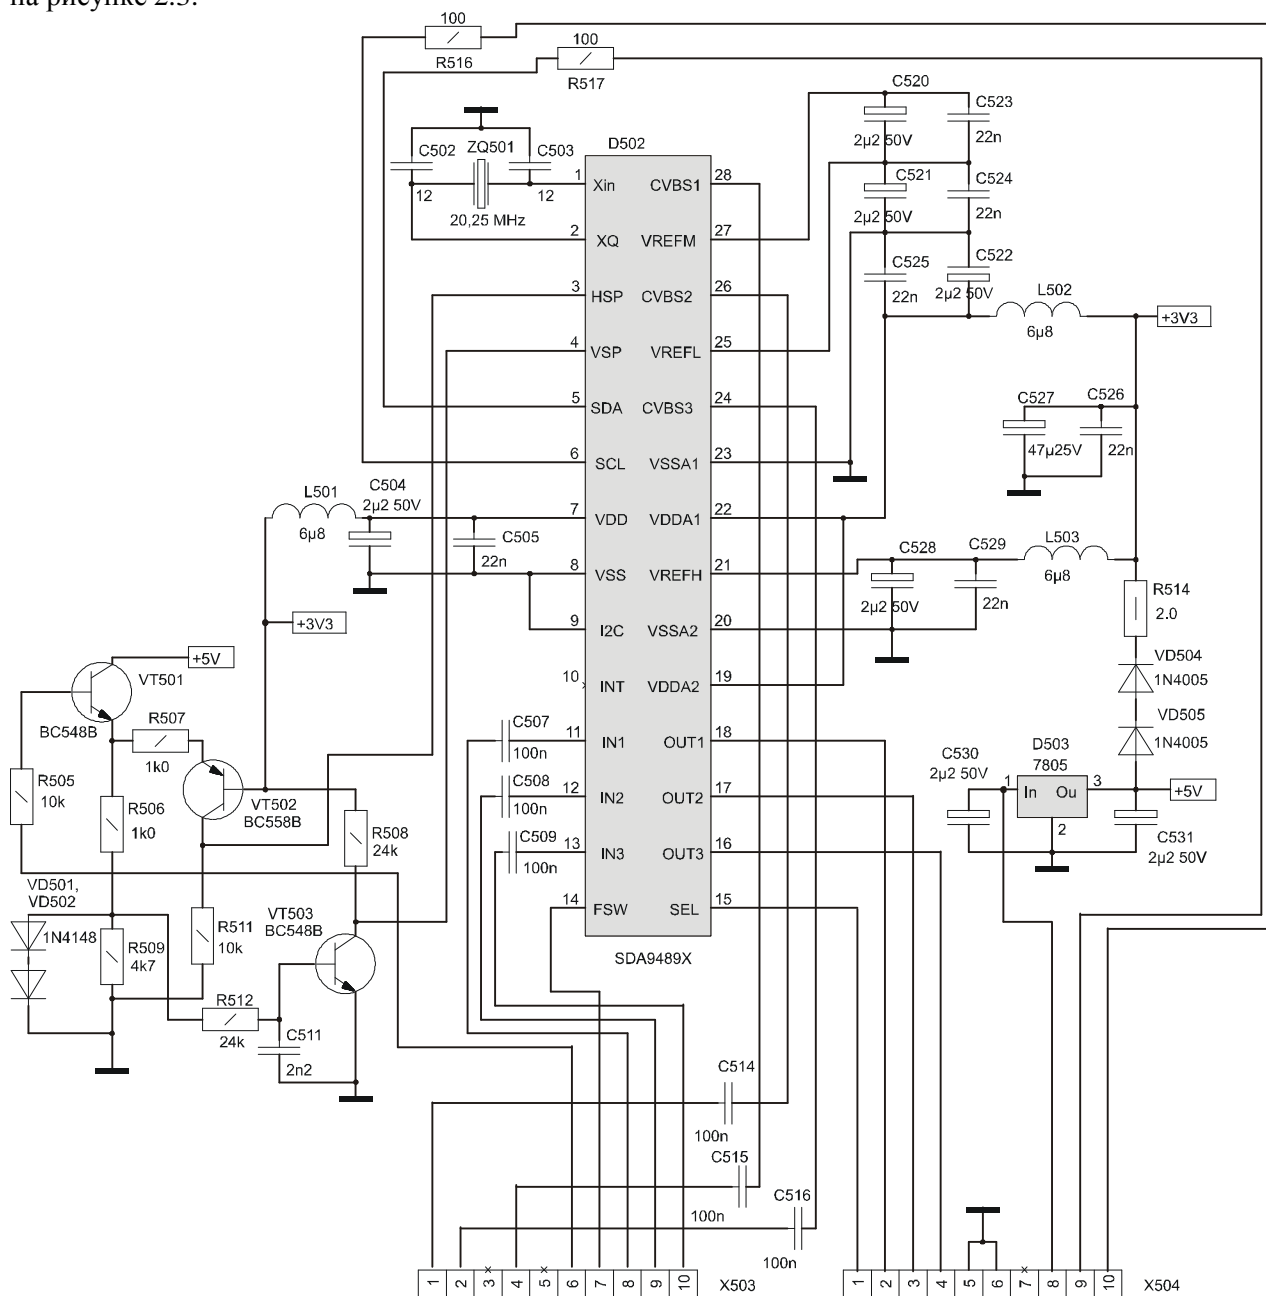 на рисунке 2.3.
100
R516
100
R517
C520
C523
2µ2 50V
22n
C502
ZQ501
C503
D502
12
12
20,25 MHz
C521
C524
2µ2 50V
22n
C525
C522
22n
2µ2 50V
L502
6µ8
+3V3
1 Xin CVBS1 28
2 XQ VREFM 27
3 HSP CVBS2 26
4 VSP VREFL 25
5 SDA CVBS3 24
6 SCL VSSA1 23
7 VDD VDDA1 22
8 VSS VREFH 21
9 I2C VSSA2 20
10 INT VDDA2 19
11 IN1 OUT1 18
12 IN2 OUT2 17
13 IN3 OUT3 16
14 FSW SEL 15
SDA9489X
C527
C526
47µ25V
22n
L501
6µ8
C504
2µ2 50V
C505
22n
C528
C529
L503
6µ8
2µ2 50V
22n
R514
2.0
+3V3
+5V
VT501
BC548B
R507
1k0
VD504
1N4005
VD505
1N4005
C507
100n
C508
100n
C509
100n
R505
10k
R506
1k0
VT502
BC558B
R508
24k
C530
2µ2 50V
D503
7805
1 In Ou 3
2
+5V
C531
2µ2 50V
VD501,
VD502
1N4148
R509
4k7
R511
10k
VT503
BC548B
R512
24k
C511
2n2
C514
100n
C515
100n
C516
100n
1 2 3 4 5 6 7 8 9 10 X503
1 2 3 4 5 6 7 8 9 10 X504